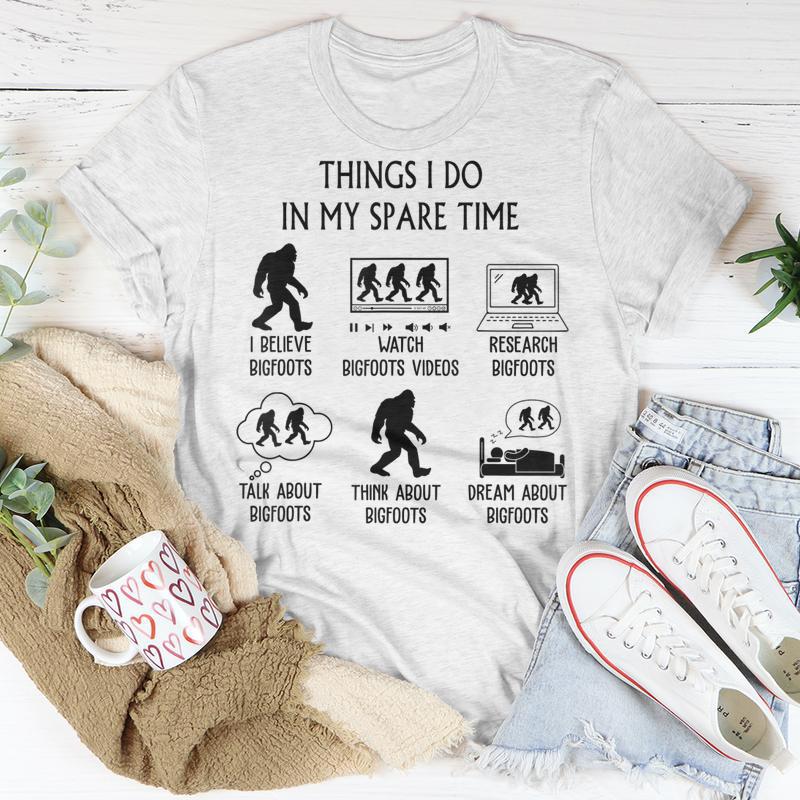 THINGS I DO
IN MY SPARE TIME
I BELIEVE
BIGFOOTS
WATCH
BIGFOOTS VIDEOS
RESEARCH
BIGFOOTS
TALK ABOUT
BIGFOOTS
THINK ABOUT
BIGFOOTS
z z z
DREAM ABOUT
BIGFOOTS